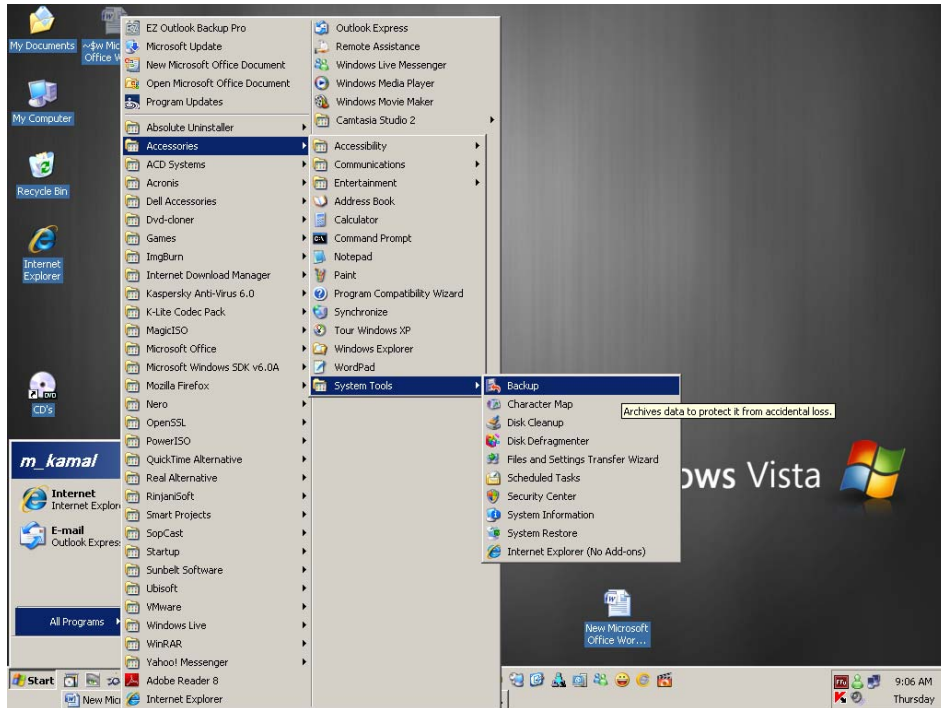 My Documents
~$w Mic
Office W
My Computer
Recycle Bin
Internet
Explorer
CD's
DVD
m_kamal
Internet
Internet Explor
E-mail
Outlook Expres
All Programs
EZ Outlook Backup Pro
Microsoft Update
New Microsoft Office Document
Open Microsoft Office Document
Program Updates
Absolute Uninstaller
Accessories
ACD Systems
Acronis
Dell Accessories
Dvd-cloner
Games
ImgBurn
Internet Download Manager
Kaspersky Anti-Virus 6.0
K-Lite Codec Pack
MagicISO
Microsoft Office
Microsoft Windows SDK v6.0A
Mozilla Firefox
Nero
OpenSSL
PowerISO
QuickTime Alternative
Real Alternative
RinjaniSoft
Smart Projects
SopCast
Startup
Sunbelt Software
Ubisoft
VMware
Windows Live
WinRAR
Yahoo! Messenger
Adobe Reader 8
Internet Explorer
Outlook Express
Remote Assistance
Windows Live Messenger
Windows Media Player
Windows Movie Maker
Camtasia Studio 2
Accessibility
Communications
Entertainment
Address Book
Calculator
Command Prompt
Notepad
Paint
Program Compatibility Wizard
Synchronize
Tour Windows XP
Windows Explorer
WordPad
System Tools
Backup
Character Map
Disk Cleanup
Disk Defragmenter
Files and Settings Transfer Wizard
Scheduled Tasks
Security Center
System Information
System Restore
Internet Explorer (No Add-ons)
Archives data to protect it from accidental loss.
ows Vista
New Microsoft
Office Wor...
Start
New Mic
9:06 AM
Thursday